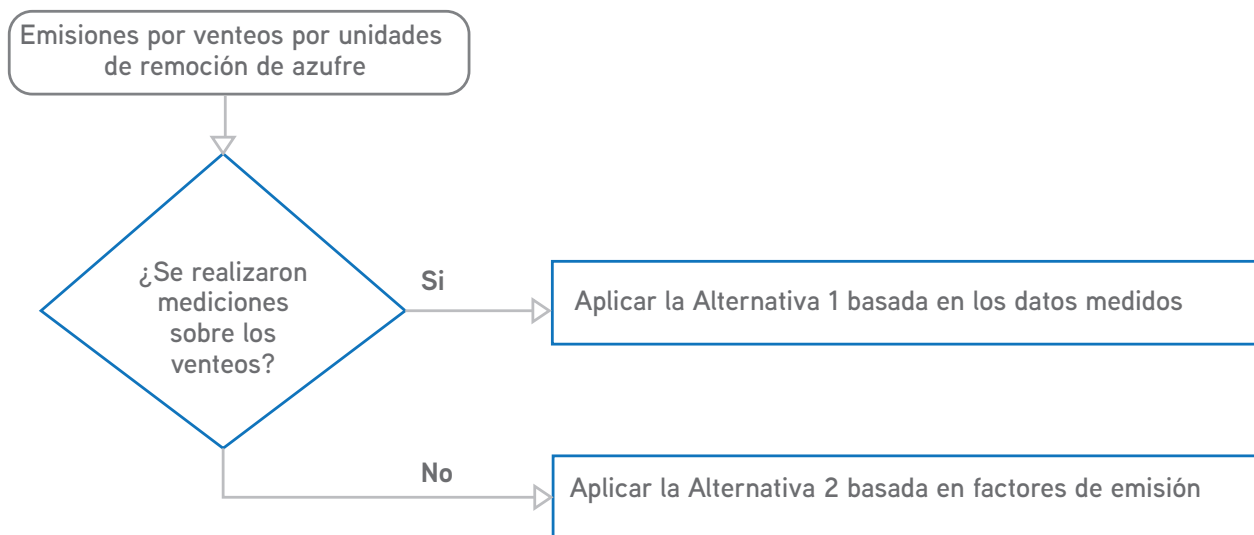 Emisiones por venteos por unidades
de remoción de azufre
¿Se realizaron
mediciones
sobre los
venteos?
Si
Aplicar la Alternativa 1 basada en los datos medidos
No
Aplicar la Alternativa 2 basada en factores de emisión